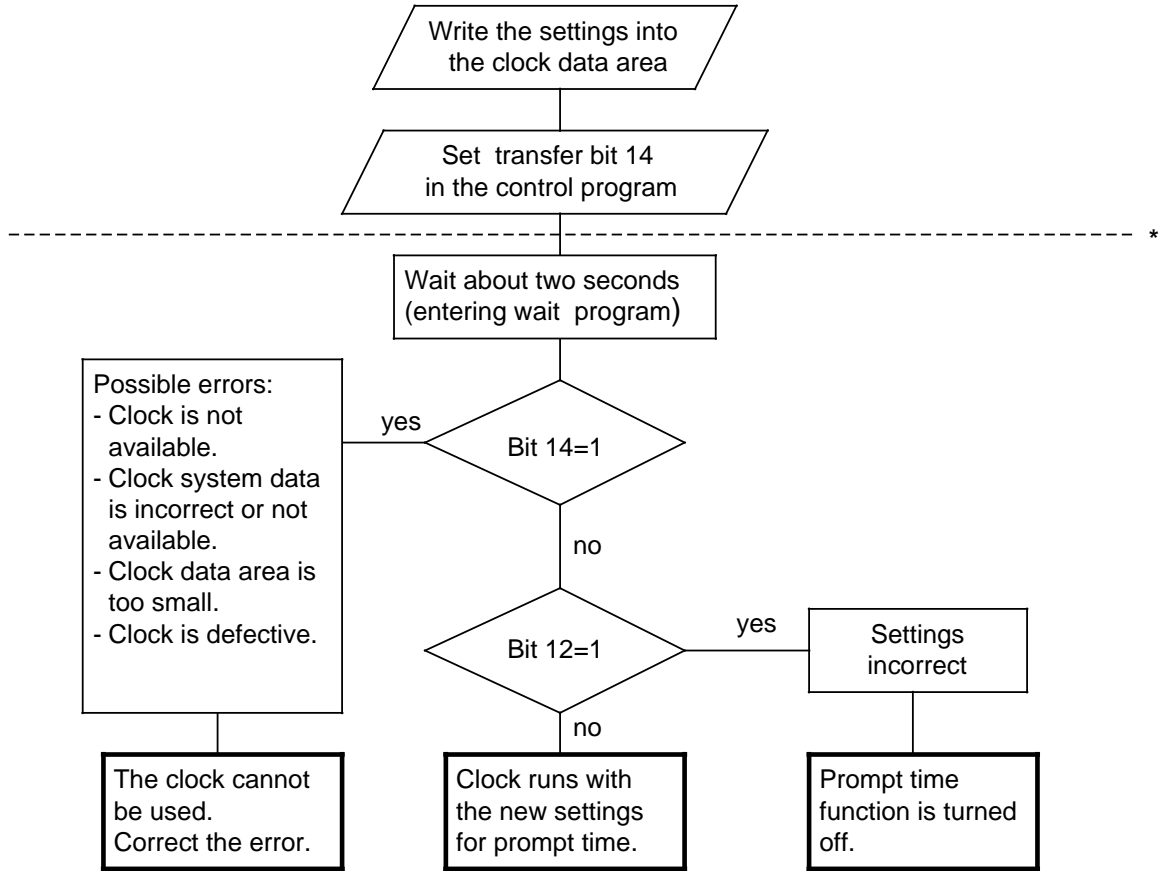 Write the settings into
the clock data area
Set transfer bit 14
in the control program
*
Wait about two seconds
(entering wait program)
Possible errors:
- Clock is not
available.
- Clock system data
is incorrect or not
available.
- Clock data area is
too small.
- Clock is defective.
yes
Bit 14=1
no
Bit 12=1
yes
Settings
incorrect
no
The clock cannot
be used.
Correct the error.
Clock runs with
the new settings
for prompt time.
Prompt time
function is turned
off.